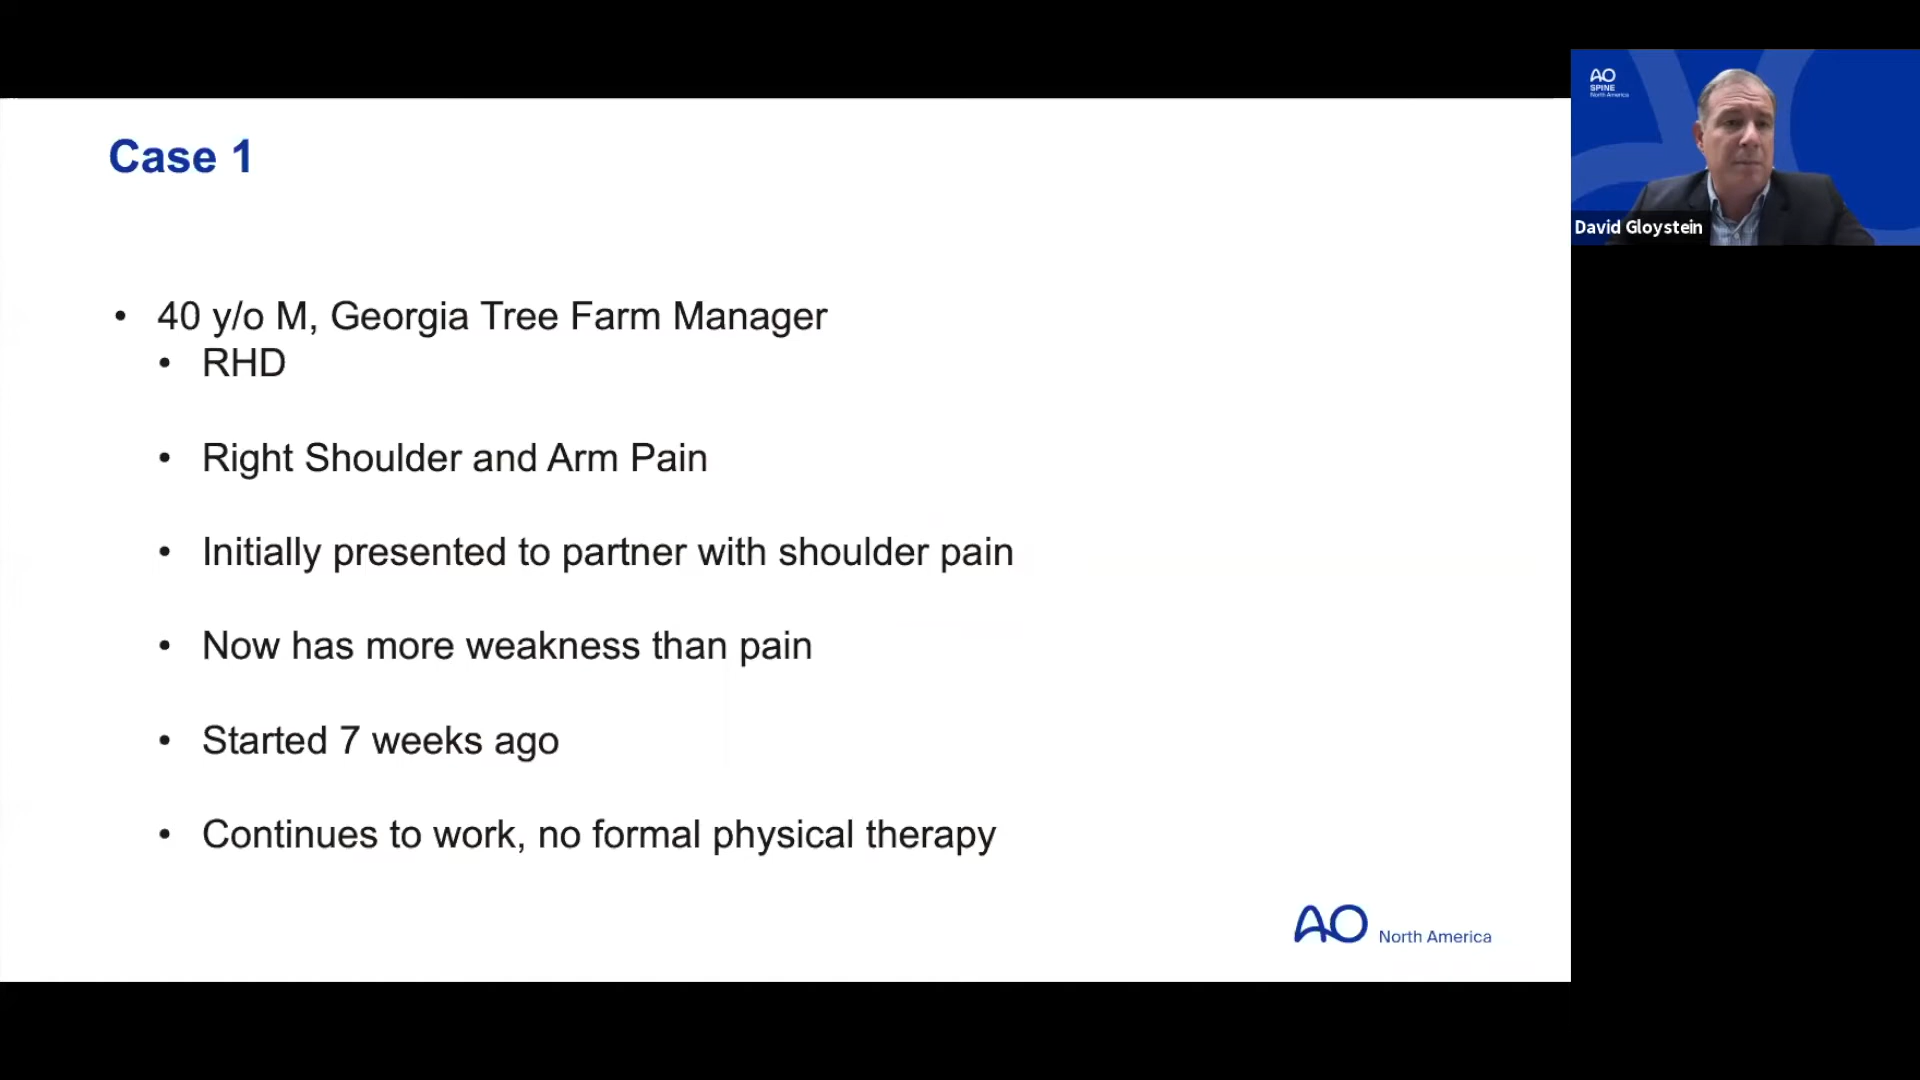 Case 1
• 40 y/o M, Georgia Tree Farm Manager
• RHD
• Right Shoulder and Arm Pain
• Initially presented to partner with shoulder pain
• Now has more weakness than pain
• Started 7 weeks ago
• Continues to work, no formal physical therapy
AO North America
AO
SPINE
North America
David Gloystein